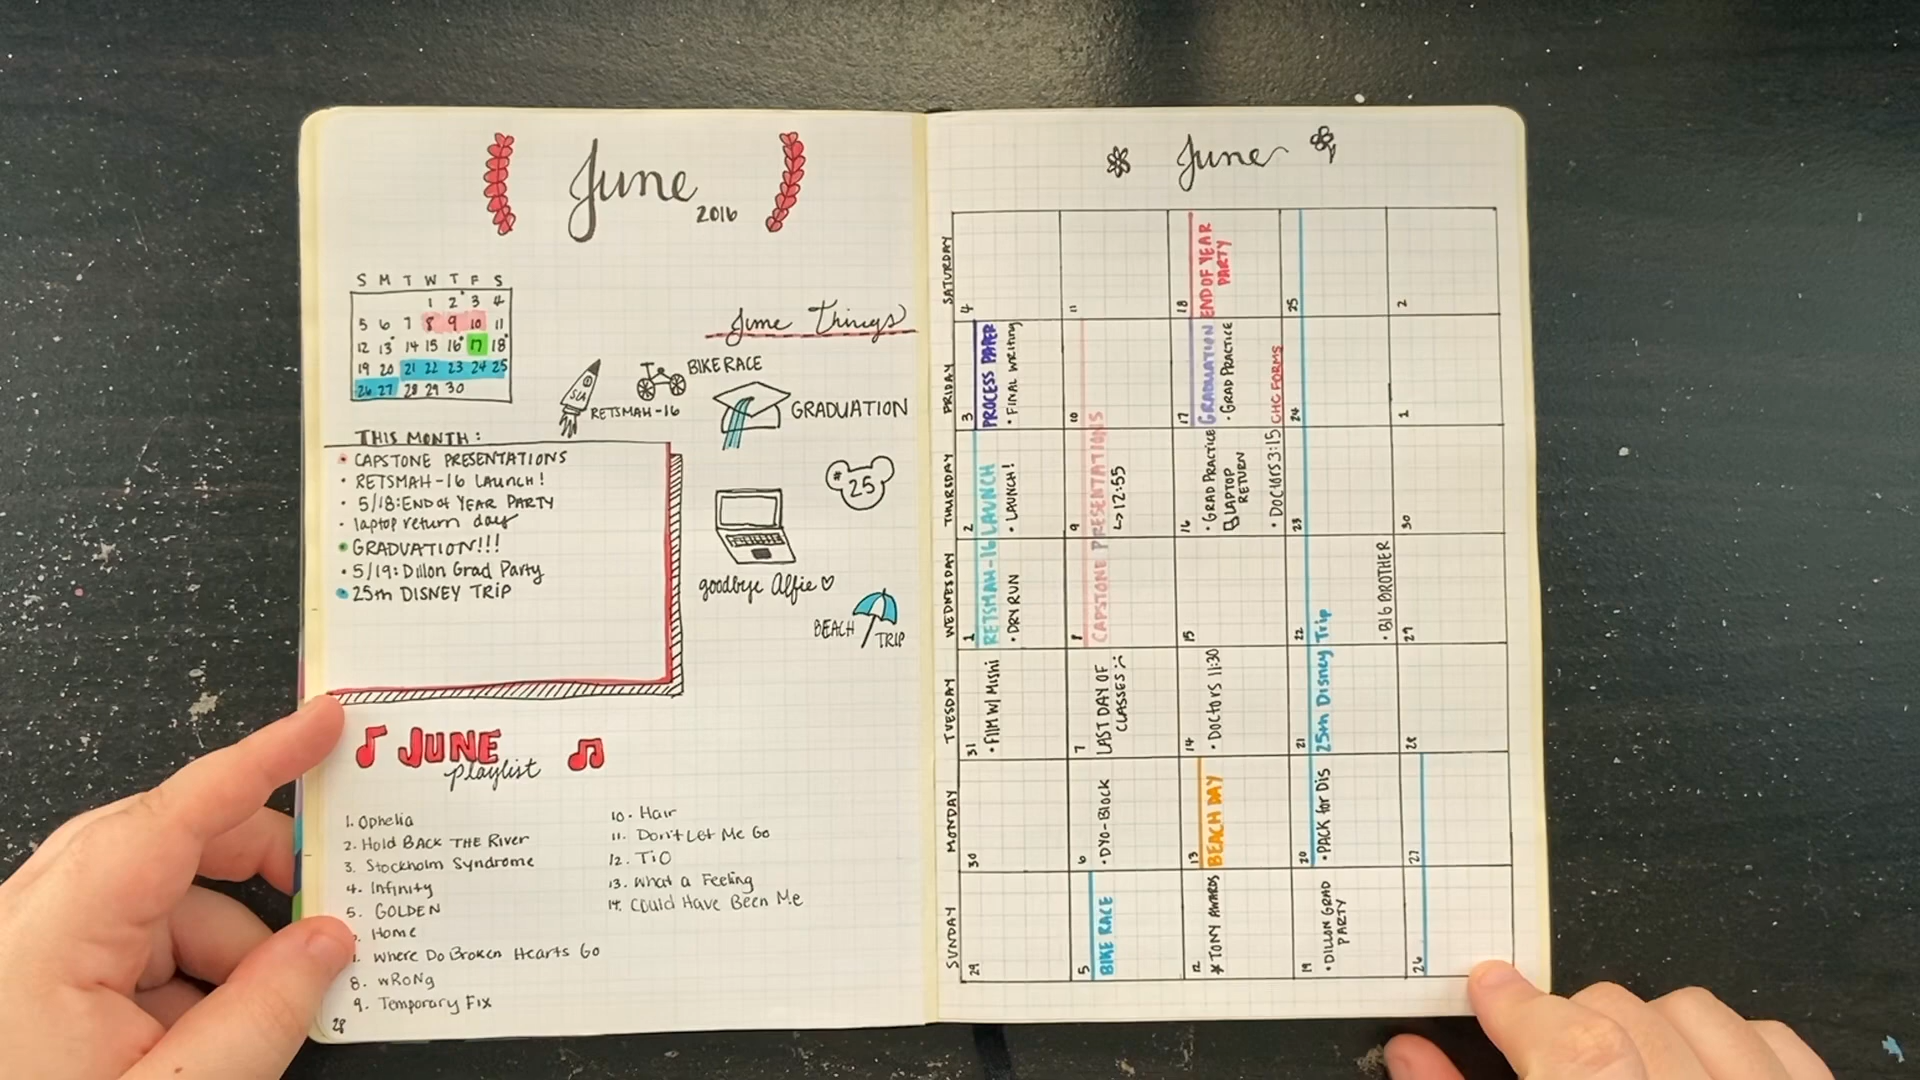 June
2016
S M T W T F S
1 2 3 4
5 6 7 8 9 10 11
12 13 14 15 16 17 18
19 20 21 22 23 24 25
26 27 28 29 30
June Things
BIKE RACE
SLA
RETSMAH-16
GRADUATION
#25
goodbye Alfie
BEACH
TRIP
THIS MONTH:
• CAPSTONE PRESENTATIONS
• RETSMAH-16 LAUNCH!
• 5/18: END of YEAR PARTY
• laptop return day
• GRADUATION!!!
• 5/19: Dillon Grad Party
• 25th DISNEY TRIP
JUNE
playlist
1. Ophelia
2. Hold BACK THE River
3. Stockholm Syndrome
4. Infinity
5. GOLDEN
Home
Where Do Broken Hearts Go
8. wRoNg
9. Temporary Fix
10. Hair
11. Don't Let Me Go
12. TiO
13. What a Feeling
14. Could Have Been Me
28
June
SUNDAY
MONDAY
TUESDAY
WEDNESDAY
THURSDAY
FRIDAY
SATURDAY
29
30
31
• FILM W/ Mishi
1
RETSMAH-16 LAUNCH
• DRY RUN
2
• LAUNCH!
3
PROCESS PAPER
• FINAL WRITING
4
5
BIKE RACE
6
• DYO-BLOCK
7
LAST DAY OF
CLASSES :(
8
CAPSTONE PRESENTATIONS
9
↳ 12:55
10
11
12
* TONY AWARDS
13
BEACH DAY
14
• Doctors 11:30
15
16
• GRAD PRACTICE
LAPTOP
RETURN
• Doctors 3:15
17
GRADUATION
• GRAD PRACTICE
CHC FORMS
18
END OF YEAR
PARTY
19
• DILLON GRAD
PARTY
20
• PACK for Dis
21
25th Disney Trip
22
23
24
25
26
27
28
29
• BIG BROTHER
30
1
2